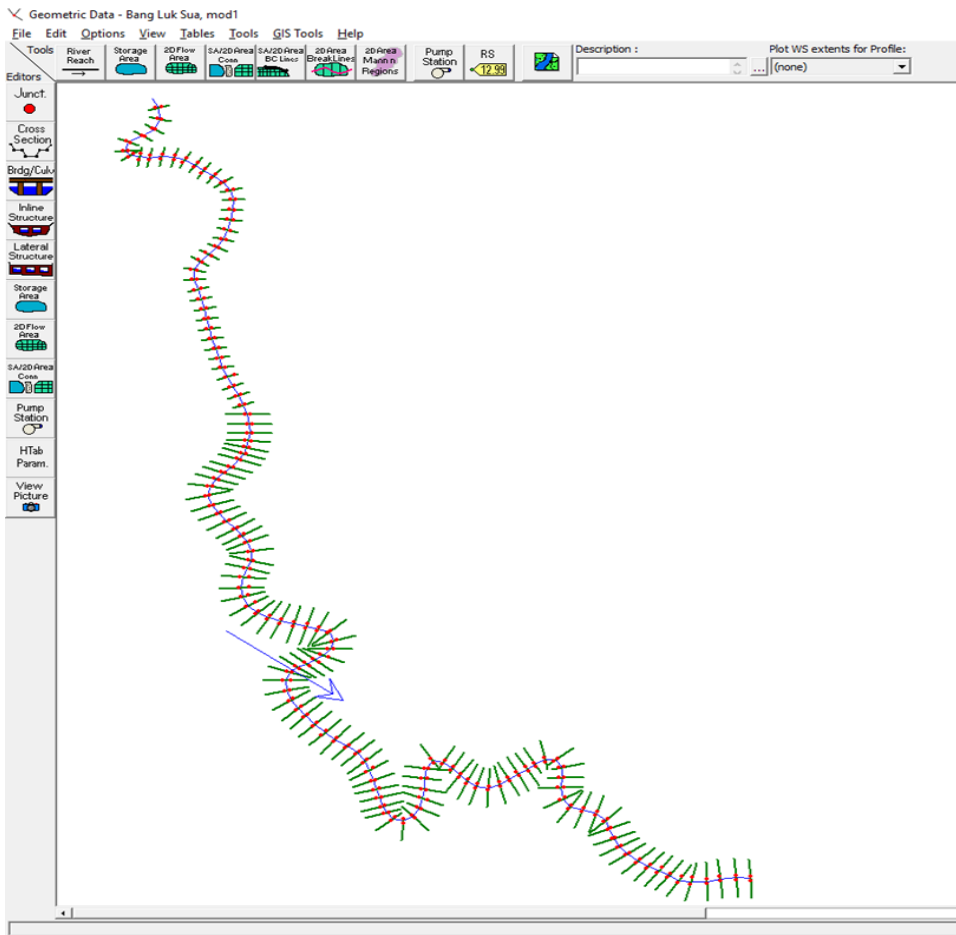 Geometric Data - Bang Luk Sua, mod1
File Edit Options View Tables Tools GIS Tools Help
Tools
Editors
River
Reach
Storage
Area
2D Flow
Area
SA/2D Area
Conn
SA/2D Area
BC Lines
2D Area
BreakLines
2D Area
Mann n
Regions
Pump
Station
RS
12.99
Description :
...
Plot WS extents for Profile:
(none)
Junct.
Cross
Section
Brdg/Culv
Inline
Structure
Lateral
Structure
Storage
Area
2D Flow
Area
SA/2D Area
Conn
Pump
Station
HTab
Param.
View
Picture